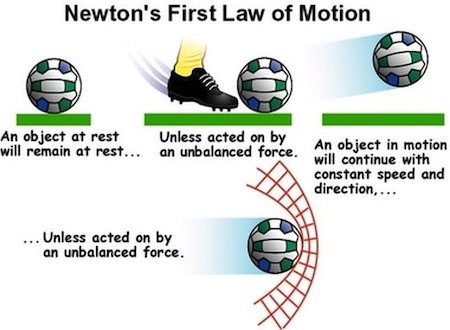 Newton's First Law of Motion
An object at rest
will remain at rest...
Unless acted on by
an unbalanced force.
An object in motion
will continue with
constant speed and
direction,...
...Unless acted on by
an unbalanced force.